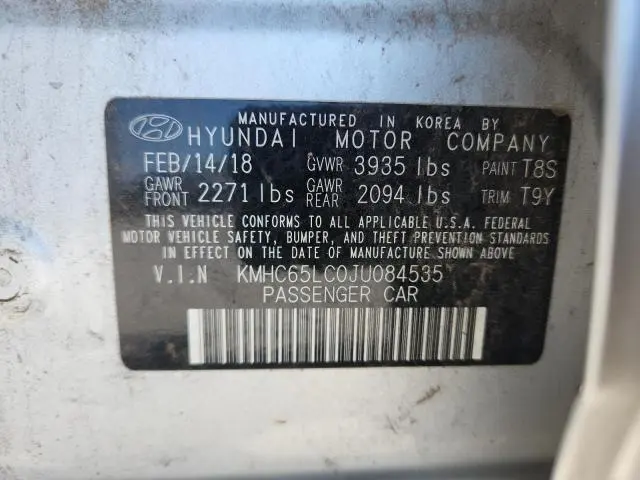 MANUFACTURED IN KOREA BY
HYUNDAI MOTOR COMPANY
FEB/14/18 GVWR 3935 lbs PAINT T8S
GAWR FRONT 2271 lbs GAWR REAR 2094 lbs TRIM T9Y
THIS VEHICLE CONFORMS TO ALL APPLICABLE U.S.A. FEDERAL
MOTOR VEHICLE SAFETY, BUMPER, AND THEFT PREVENTION STANDARDS
IN EFFECT ON THE DATE OF MANUFACTURE SHOWN ABOVE
V.I.N KMHC65LC0JU084535
PASSENGER CAR